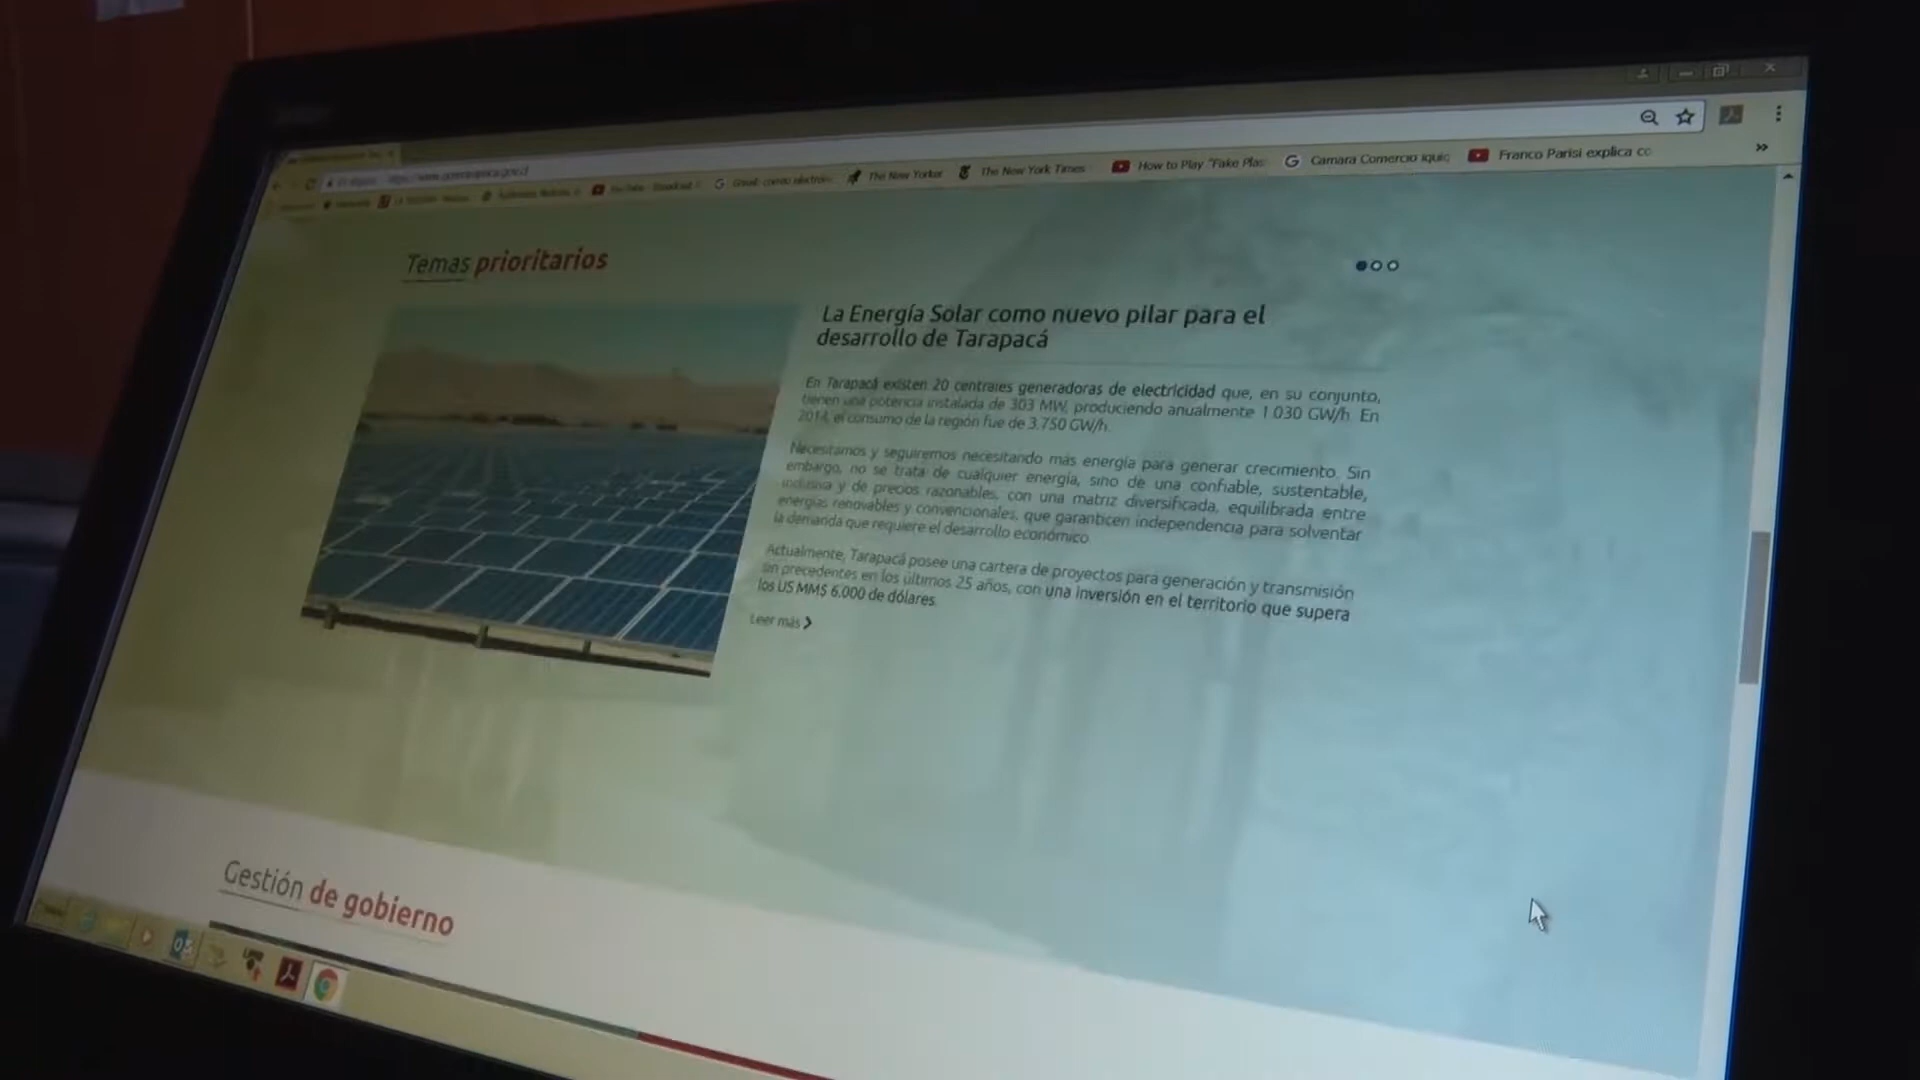 www.goretarapaca.gov.cl
The New Yorker
The New York Times
How to Play "Fake Plas
Camara Comercio Iquiq
Franco Parisi explica co
Temas prioritarios
La Energía Solar como nuevo pilar para el
desarrollo de Tarapacá
En Tarapacá existen 20 centrales generadoras de electricidad que, en su conjunto,
tienen una potencia instalada de 303 MW, produciendo anualmente 1.030 GW/h. En
2014, el consumo de la región fue de 3.750 GW/h.
Necesitamos y seguiremos necesitando más energía para generar crecimiento. Sin
embargo, no se trata de cualquier energía, sino de una confiable, sustentable,
inclusiva y de precios razonables, con una matriz diversificada, equilibrada entre
energías renovables y convencionales, que garanticen independencia para solventar
la demanda que requiere el desarrollo económico.
Actualmente, Tarapacá posee una cartera de proyectos para generación y transmisión
sin precedentes en los últimos 25 años, con una inversión en el territorio que supera
los US MM$ 6.000 de dólares.
Leer más
Gestión de gobierno